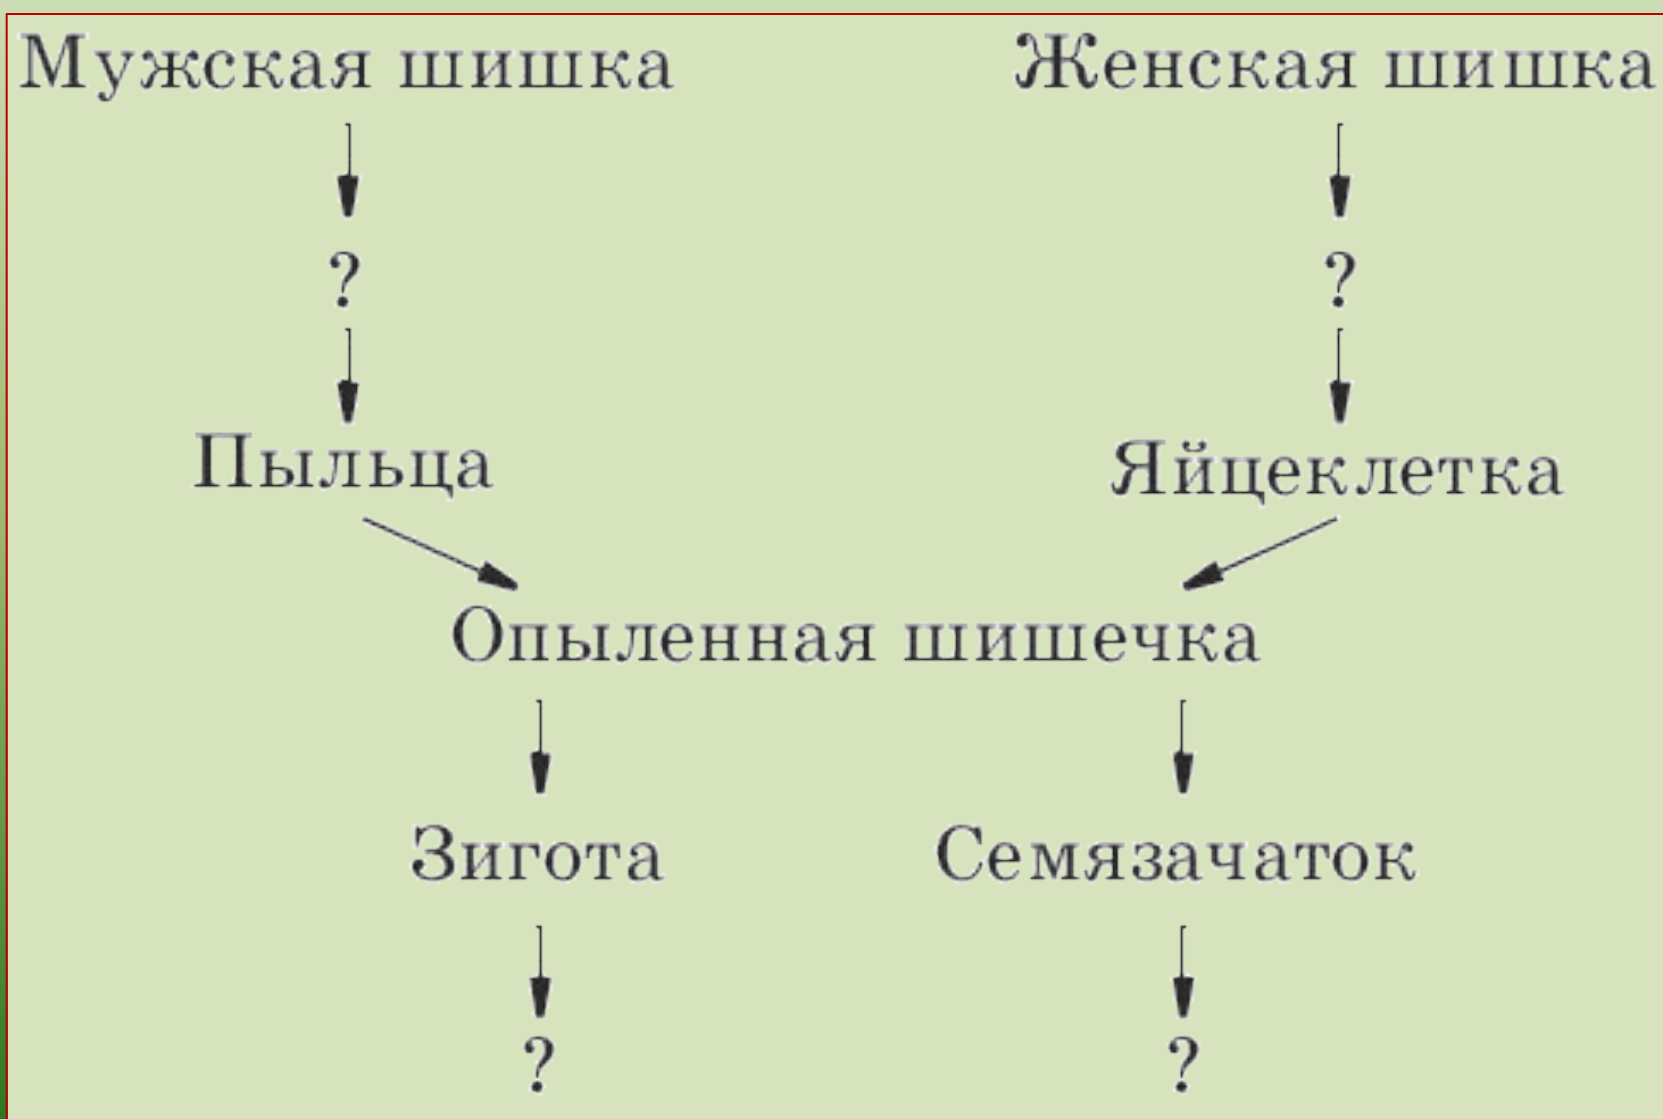 Мужская шишка Женская шишка
? ?
Пыльца Яйцеклетка
Опыленная шишечка
Зигота Семязачаток
? ?